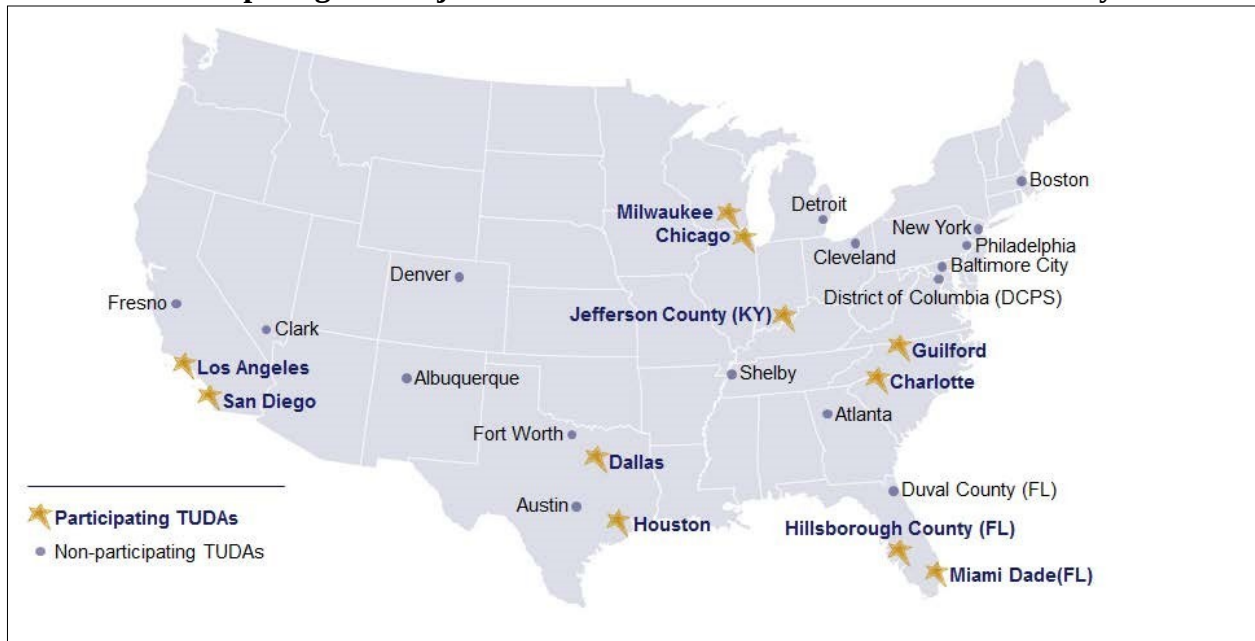 Milwaukee
Chicago
Detroit
Boston
New York
Philadelphia
Baltimore City
Cleveland
District of Columbia (DCPS)
Denver
Fresno
Clark
Jefferson County (KY)
Guilford
Los Angeles
Albuquerque
Shelby
Charlotte
San Diego
Atlanta
Fort Worth
Dallas
Austin
Houston
Duval County (FL)
Hillsborough County (FL)
Miami Dade(FL)
Participating TUDAs
Non-participating TUDAs